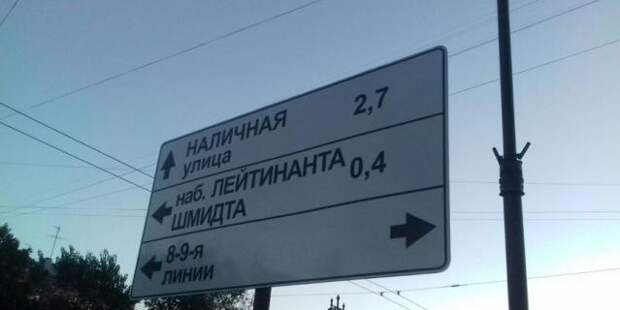 НАЛИЧНАЯ 2,7
улица
наб. ЛЕЙТИНАНТА 0,4
ШМИДТА
8-9-я
ЛИНИИ